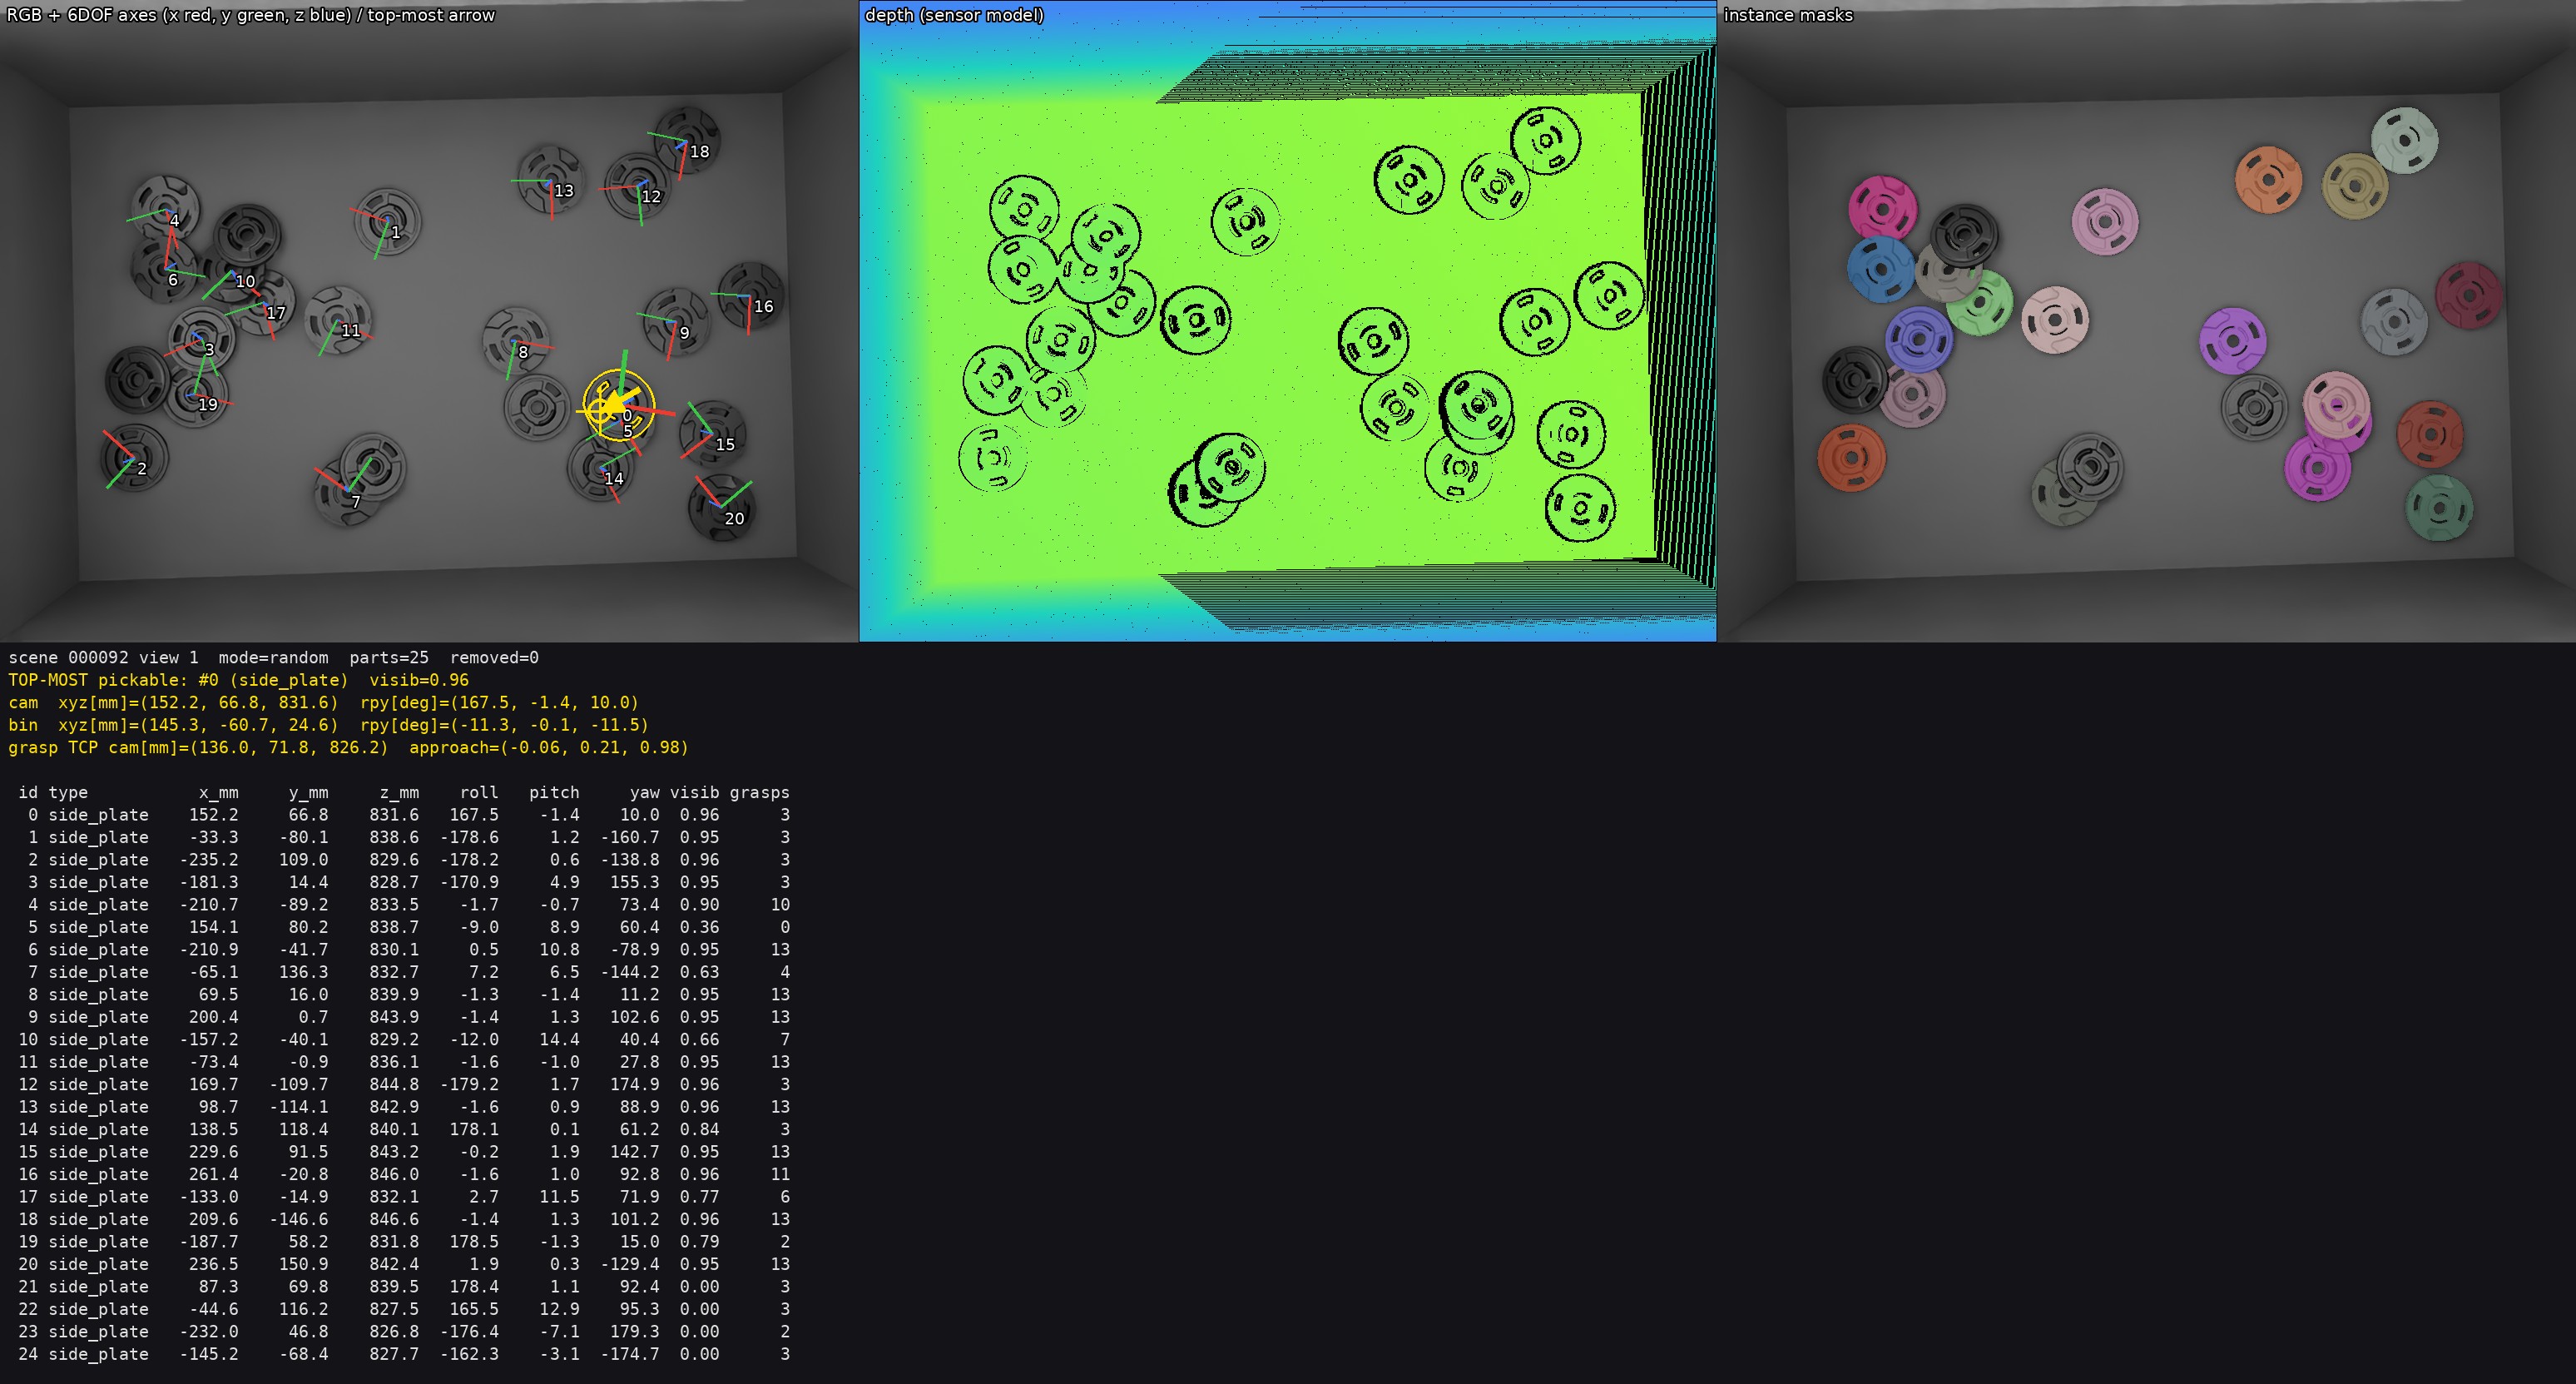 RGB + 6DOF axes (x red, y green, z blue) / top-most arrow
depth (sensor model)
instance masks
18
13
12
4
1
6
10
17
16
11
9
3
8
19
0
5
15
2
14
7
20
scene 000092 view 1  mode=random  parts=25  removed=0
TOP-MOST pickable: #0 (side_plate)  visib=0.96
cam  xyz[mm]=(152.2, 66.8, 831.6)  rpy[deg]=(167.5, -1.4, 10.0)
bin  xyz[mm]=(145.3, -60.7, 24.6)  rpy[deg]=(-11.3, -0.1, -11.5)
grasp TCP cam[mm]=(136.0, 71.8, 826.2)  approach=(-0.06, 0.21, 0.98)
id type x_mm y_mm z_mm roll pitch yaw visib grasps
0 side_plate 152.2 66.8 831.6 167.5 -1.4 10.0 0.96 3
1 side_plate -33.3 -80.1 838.6 -178.6 1.2 -160.7 0.95 3
2 side_plate -235.2 109.0 829.6 -178.2 0.6 -138.8 0.96 3
3 side_plate -181.3 14.4 828.7 -170.9 4.9 155.3 0.95 3
4 side_plate -210.7 -89.2 833.5 -1.7 -0.7 73.4 0.90 10
5 side_plate 154.1 80.2 838.7 -9.0 8.9 60.4 0.36 0
6 side_plate -210.9 -41.7 830.1 0.5 10.8 -78.9 0.95 13
7 side_plate -65.1 136.3 832.7 7.2 6.5 -144.2 0.63 4
8 side_plate 69.5 16.0 839.9 -1.3 -1.4 11.2 0.95 13
9 side_plate 200.4 0.7 843.9 -1.4 1.3 102.6 0.95 13
10 side_plate -157.2 -40.1 829.2 -12.0 14.4 40.4 0.66 7
11 side_plate -73.4 -0.9 836.1 -1.6 -1.0 27.8 0.95 13
12 side_plate 169.7 -109.7 844.8 -179.2 1.7 174.9 0.96 3
13 side_plate 98.7 -114.1 842.9 -1.6 0.9 88.9 0.96 13
14 side_plate 138.5 118.4 840.1 178.1 0.1 61.2 0.84 3
15 side_plate 229.6 91.5 843.2 -0.2 1.9 142.7 0.95 13
16 side_plate 261.4 -20.8 846.0 -1.6 1.0 92.8 0.96 11
17 side_plate -133.0 -14.9 832.1 2.7 11.5 71.9 0.77 6
18 side_plate 209.6 -146.6 846.6 -1.4 1.3 101.2 0.96 13
19 side_plate -187.7 58.2 831.8 178.5 -1.3 15.0 0.79 2
20 side_plate 236.5 150.9 842.4 1.9 0.3 -129.4 0.95 13
21 side_plate 87.3 69.8 839.5 178.4 1.1 92.4 0.00 3
22 side_plate -44.6 116.2 827.5 165.5 12.9 95.3 0.00 3
23 side_plate -232.0 46.8 826.8 -176.4 -7.1 179.3 0.00 2
24 side_plate -145.2 -68.4 827.7 -162.3 -3.1 -174.7 0.00 3